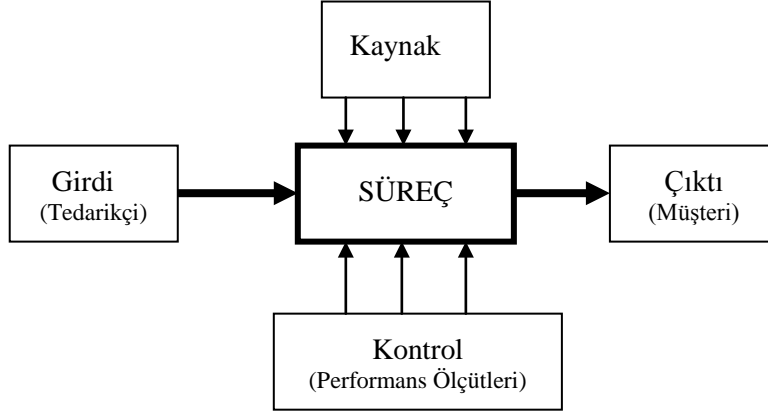 Kaynak
Girdi
(Tedarikçi)
SÜREÇ
Çıktı
(Müşteri)
Kontrol
(Performans Ölçütleri)